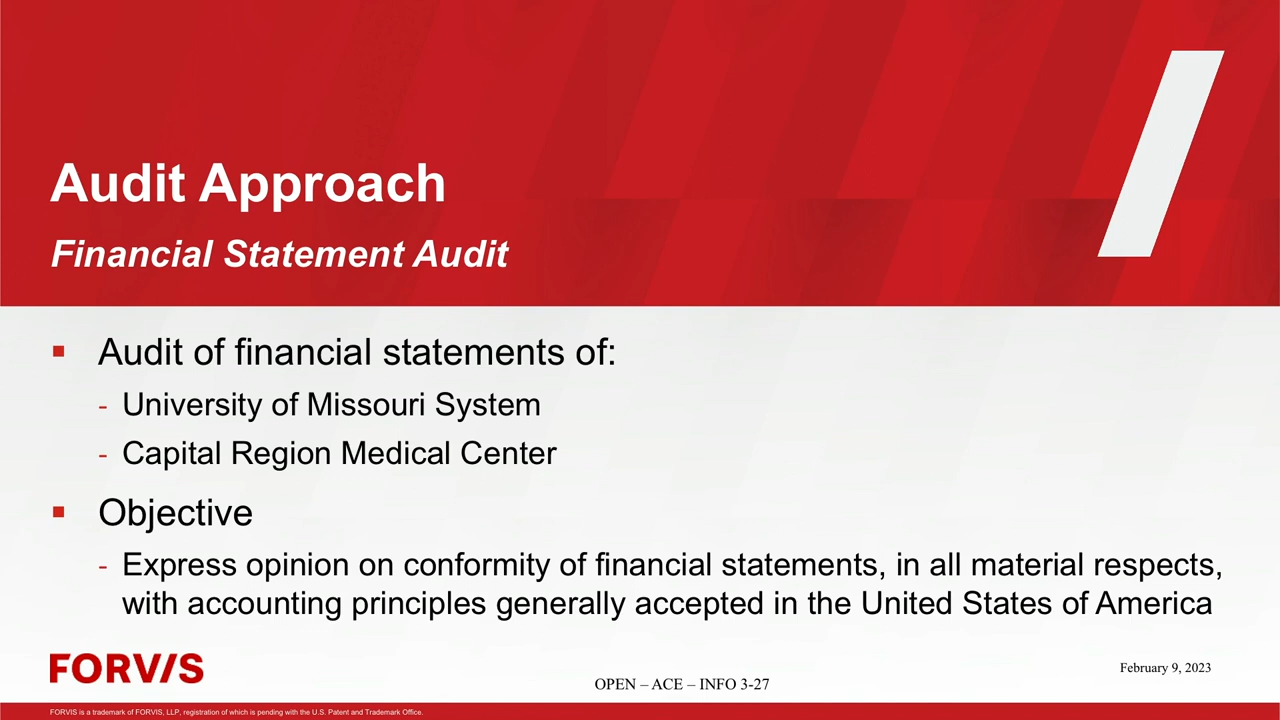 Audit Approach
Financial Statement Audit
▪ Audit of financial statements of:
- University of Missouri System
- Capital Region Medical Center
▪ Objective
- Express opinion on conformity of financial statements, in all material respects,
with accounting principles generally accepted in the United States of America
FORVIS
February 9, 2023
OPEN – ACE – INFO 3-27
FORVIS is a trademark of FORVIS, LLP, registration of which is pending with the U.S. Patent and Trademark Office.